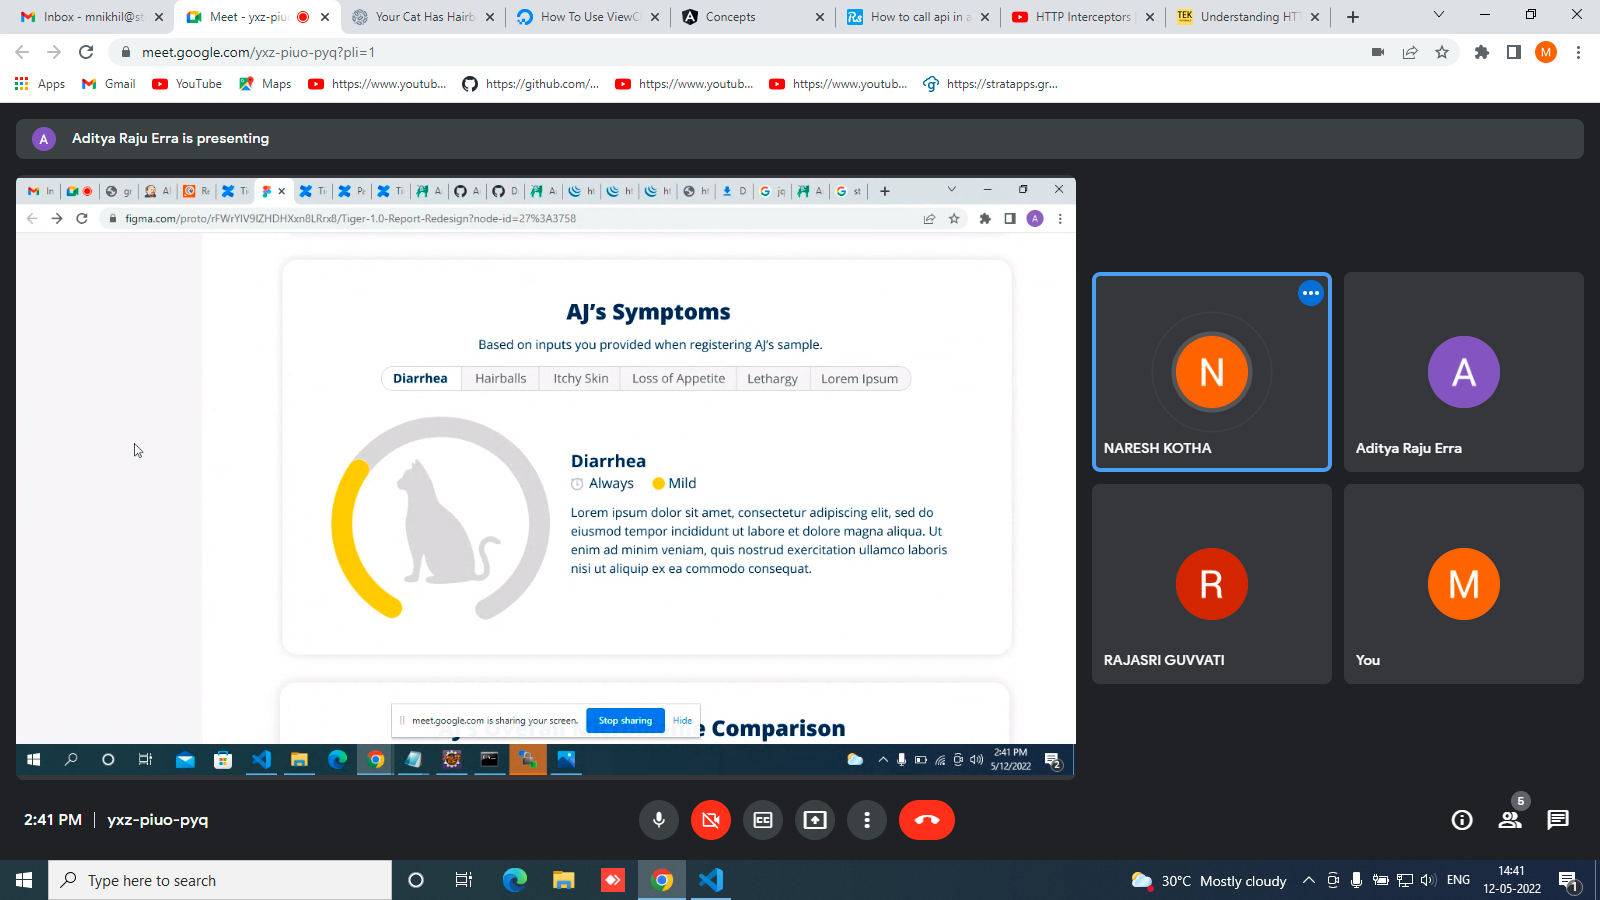 Inbox - mnikhil@st
Meet - yxz-piu
Your Cat Has Hairb
How To Use ViewC
Concepts
How to call api in a
HTTP Interceptors
Understanding HT
meet.google.com/yxz-piuo-pyq?pli=1
M
Apps
Gmail
YouTube
Maps
https://www.youtub...
https://github.com/...
https://www.youtub...
https://www.youtub...
https://stratapps.gr...
A
Aditya Raju Erra is presenting
figma.com/proto/rFWrYIV9IZHDHXxn8LRrx8/Tiger-1.0-Report-Redesign?node-id=27%3A3758
A
AJ's Symptoms
Based on inputs you provided when registering AJ's sample.
Diarrhea
Hairballs
Itchy Skin
Loss of Appetite
Lethargy
Lorem Ipsum
Diarrhea
Always
Mild
Lorem ipsum dolor sit amet, consectetur adipiscing elit, sed do
eiusmod tempor incididunt ut labore et dolore magna aliqua. Ut
enim ad minim veniam, quis nostrud exercitation ullamco laboris
nisi ut aliquip ex ea commodo consequat.
meet.google.com is sharing your screen.
Stop sharing
Hide
Comparison
2:41 PM
5/12/2022
2
N
NARESH KOTHA
A
Aditya Raju Erra
R
RAJASRI GUVVATI
M
You
2:41 PM
yxz-piuo-pyq
5
Type here to search
30°C Mostly cloudy
ENG
14:41
12-05-2022
1